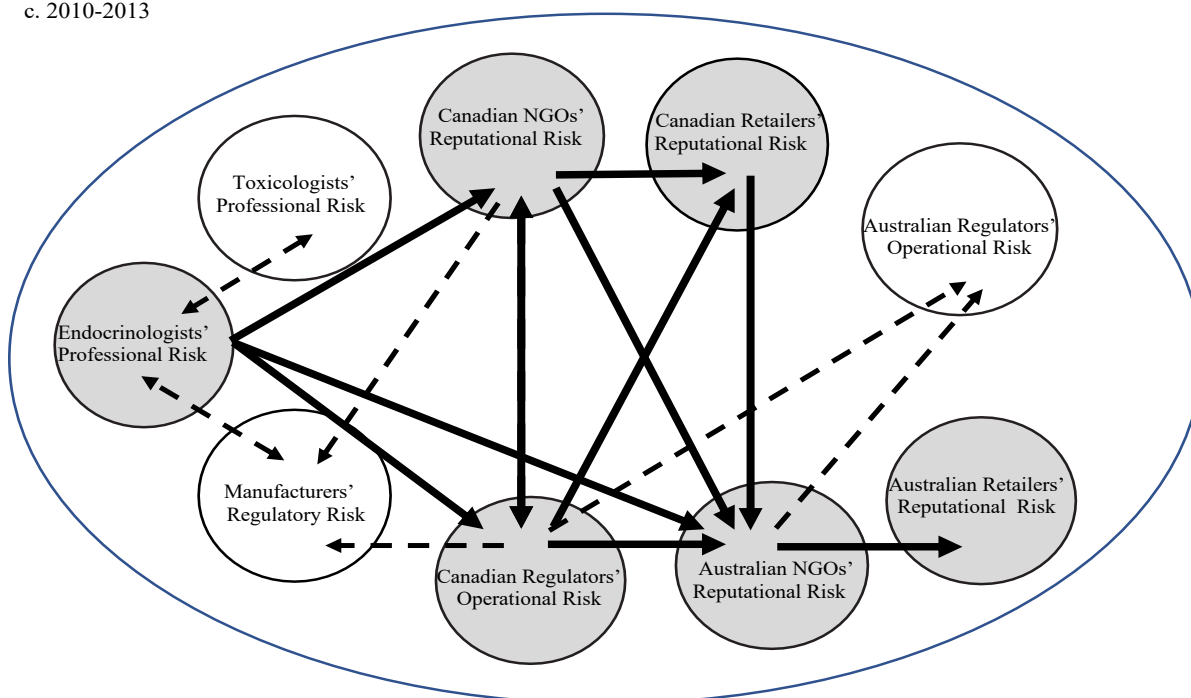 c. 2010-2013
Canadian NGOs’
Reputational Risk
Canadian Retailers’
Reputational Risk
Toxicologists’
Professional Risk
Australian Regulators’
Operational Risk
Endocrinologists’
Professional Risk
Manufacturers’
Regulatory Risk
Australian Retailers’
Reputational Risk
Canadian Regulators’
Operational Risk
Australian NGOs’
Reputational Risk